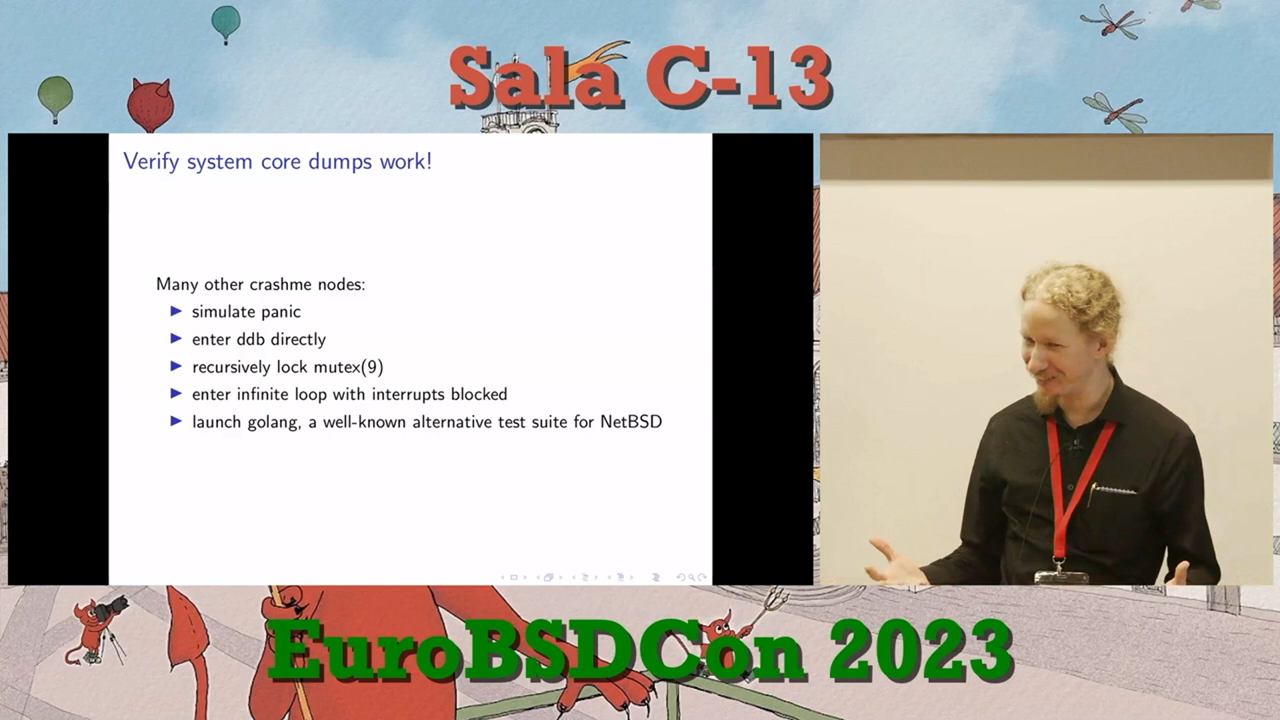 Sala C-13
Verify system core dumps work!
Many other crashme nodes:
▶ simulate panic
▶ enter ddb directly
▶ recursively lock mutex(9)
▶ enter infinite loop with interrupts blocked
▶ launch golang, a well-known alternative test suite for NetBSD
EuroBSDCon 2023